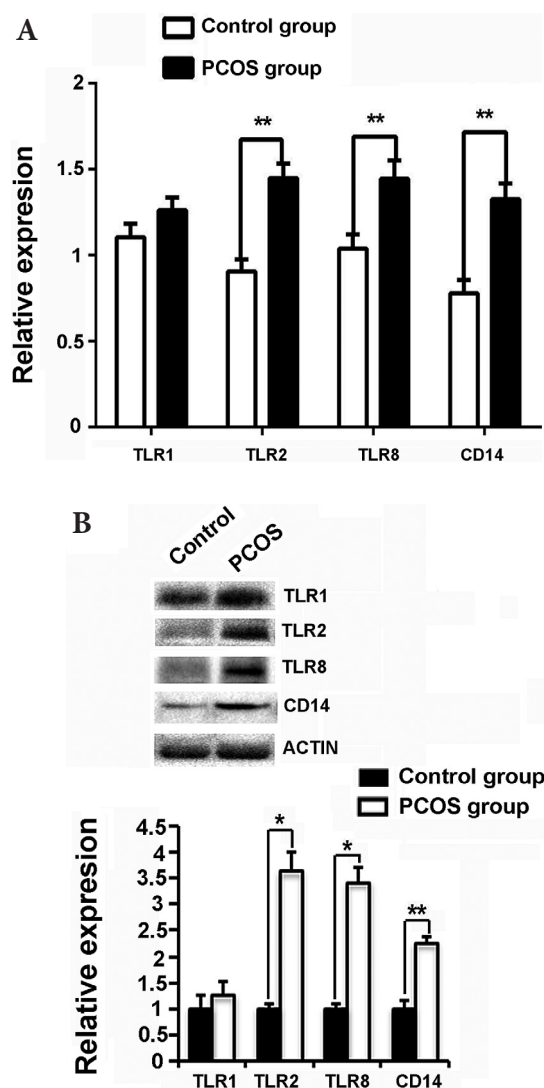 A
Control group
PCOS group
Relative expresion
2
1.5
1
0.5
0
**
**
**
TLR1 TLR2 TLR8 CD14
B
Control PCOS
TLR1
TLR2
TLR8
CD14
ACTIN
Control group
PCOS group
Relative expresion
4.5
4
3.5
3
2.5
2
1.5
1
0.5
0
*
*
**
TLR1 TLR2 TLR8 CD14